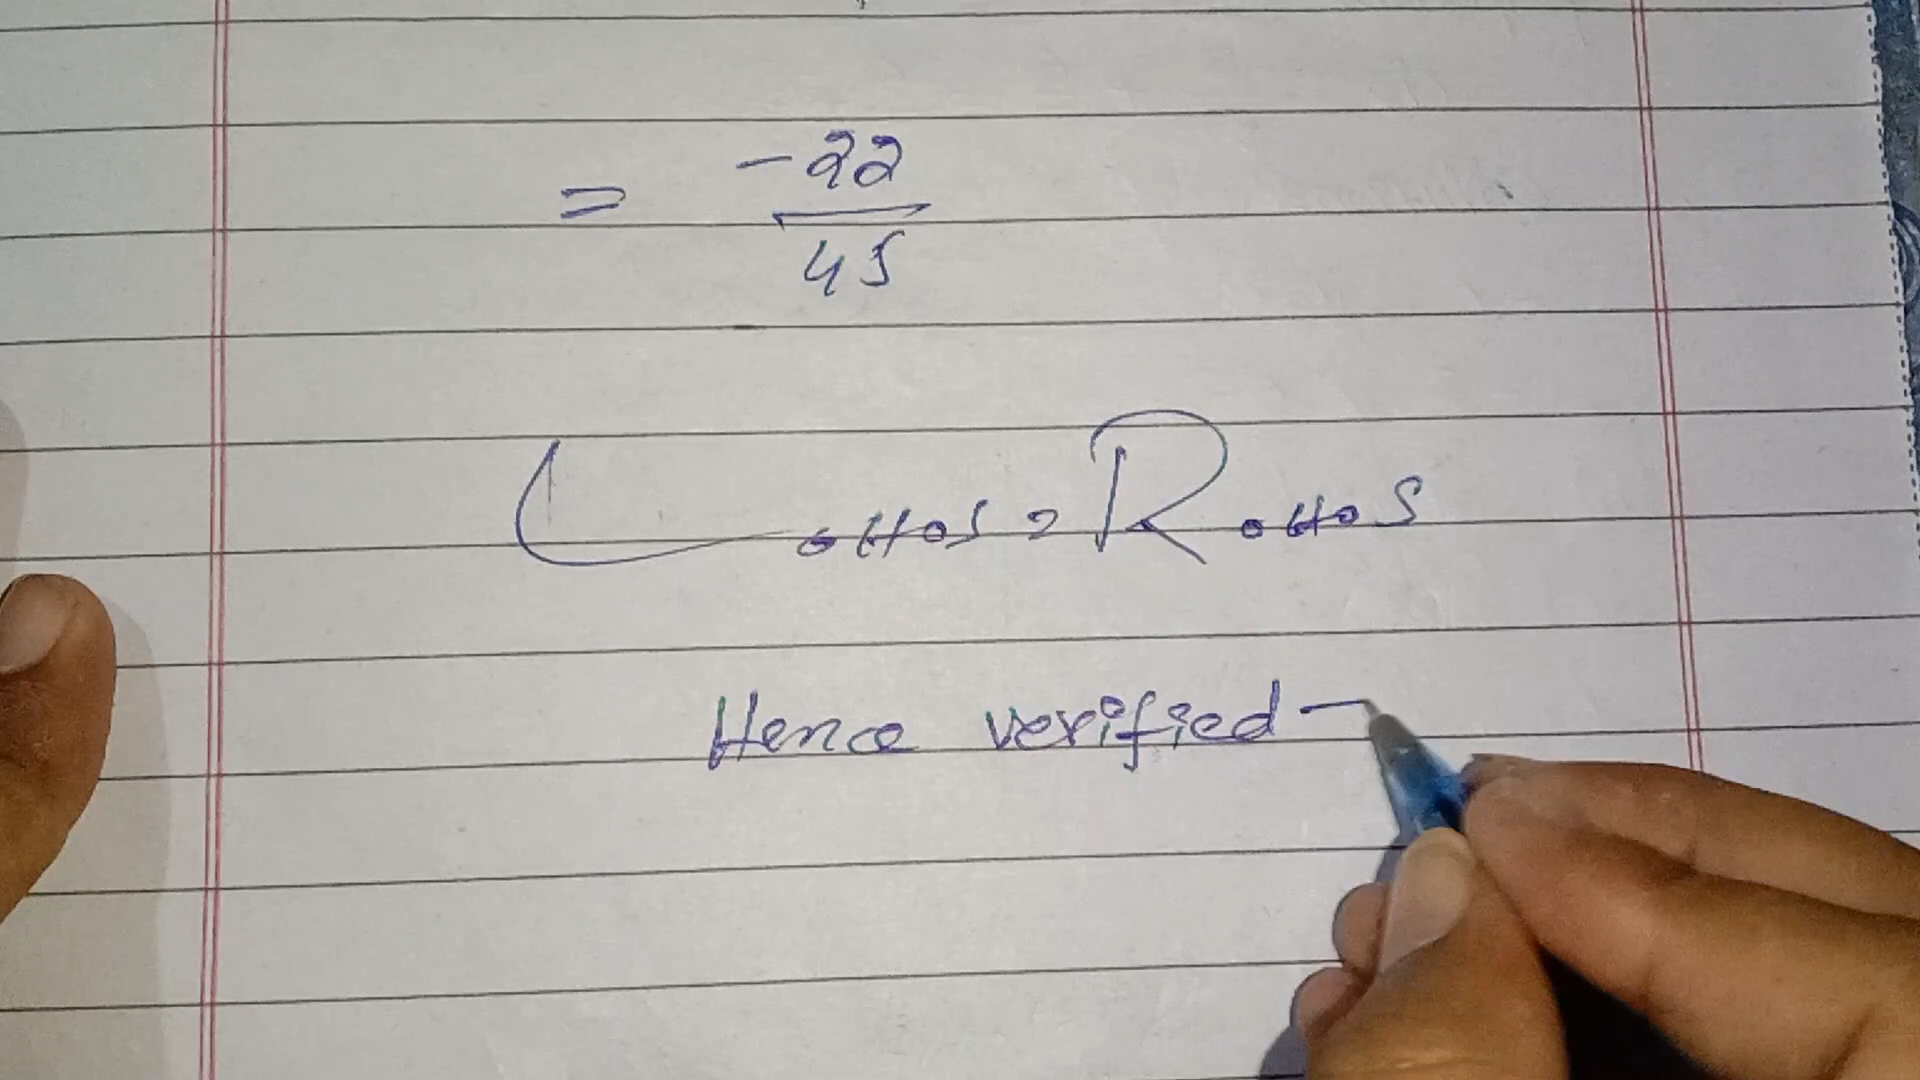 = -22
45
L.H.S = R.H.S
Hence verified -